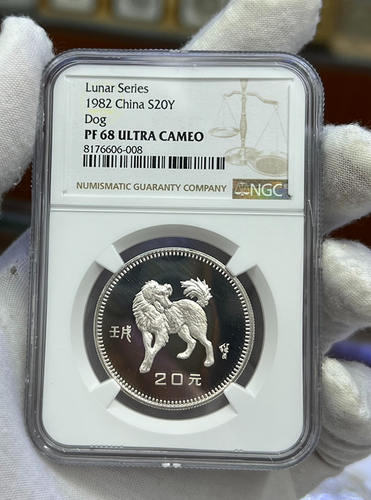 Lunar Series
1982 China S20Y
Dog
PF 68 ULTRA CAMEO
8176606-008
NUMISMATIC GUARANTY COMPANY
NGC
壬戌
20元